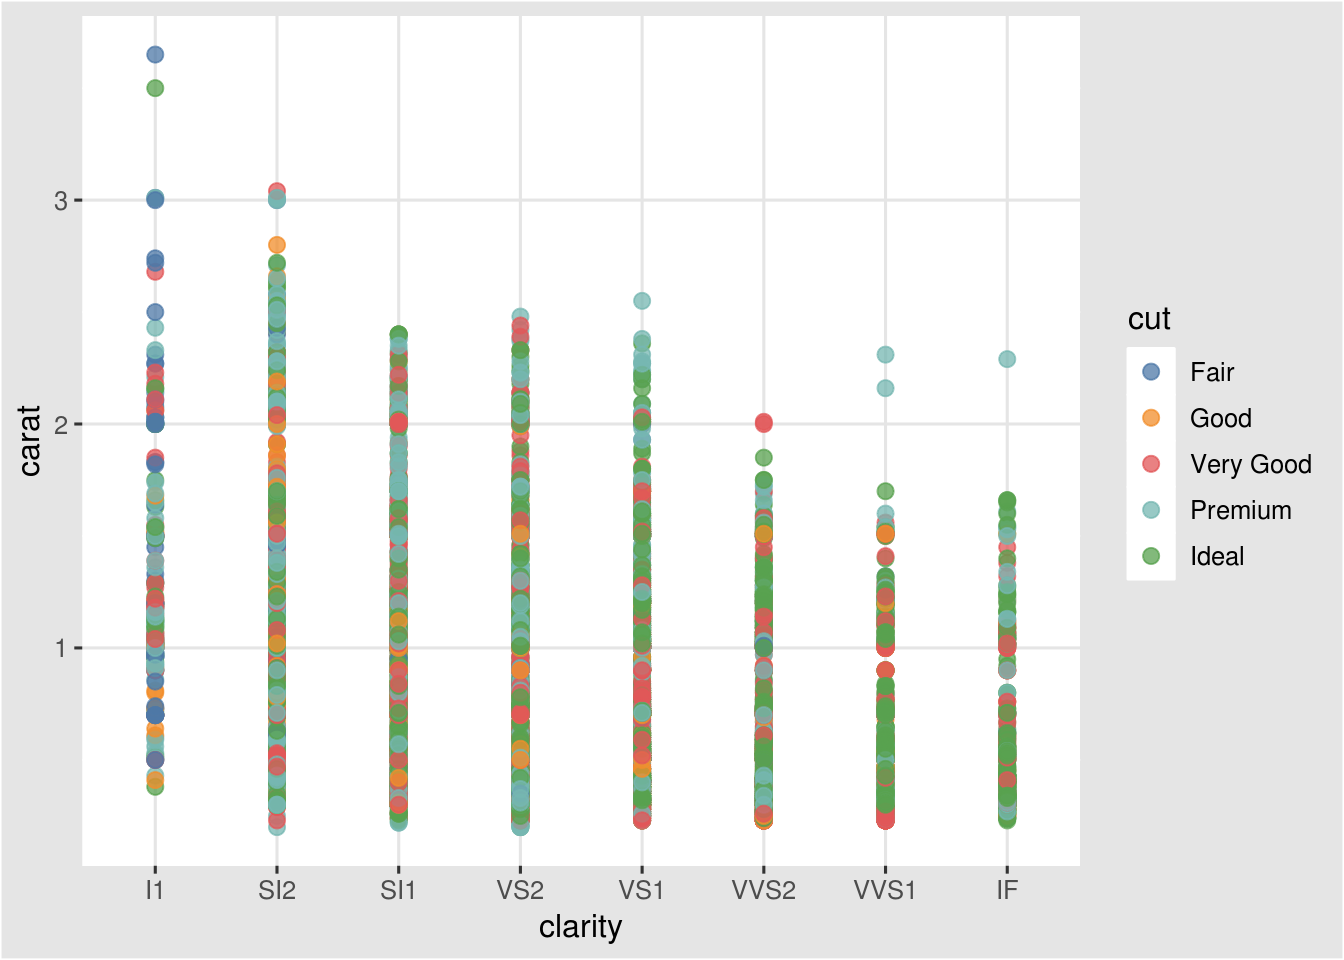 carat
3
2
1
I1 SI2 SI1 VS2 VS1 VVS2 VVS1 IF
clarity
cut
Fair
Good
Very Good
Premium
Ideal